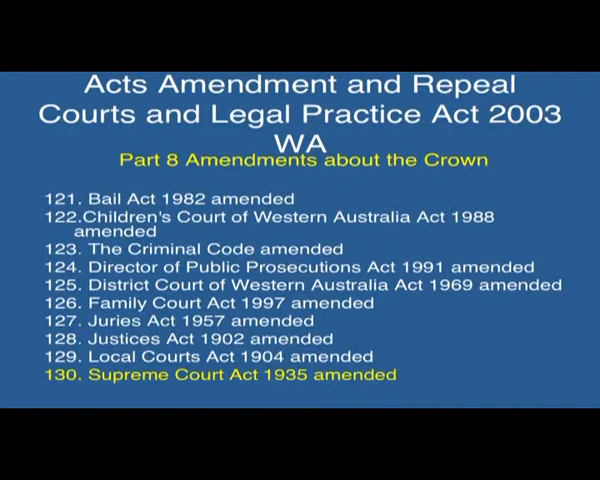 Acts Amendment and Repeal
Courts and Legal Practice Act 2003
WA
Part 8 Amendments about the Crown
121. Bail Act 1982 amended
122.Children's Court of Western Australia Act 1988
amended
123. The Criminal Code amended
124. Director of Public Prosecutions Act 1991 amended
125. District Court of Western Australia Act 1969 amended
126. Family Court Act 1997 amended
127. Juries Act 1957 amended
128. Justices Act 1902 amended
129. Local Courts Act 1904 amended
130. Supreme Court Act 1935 amended